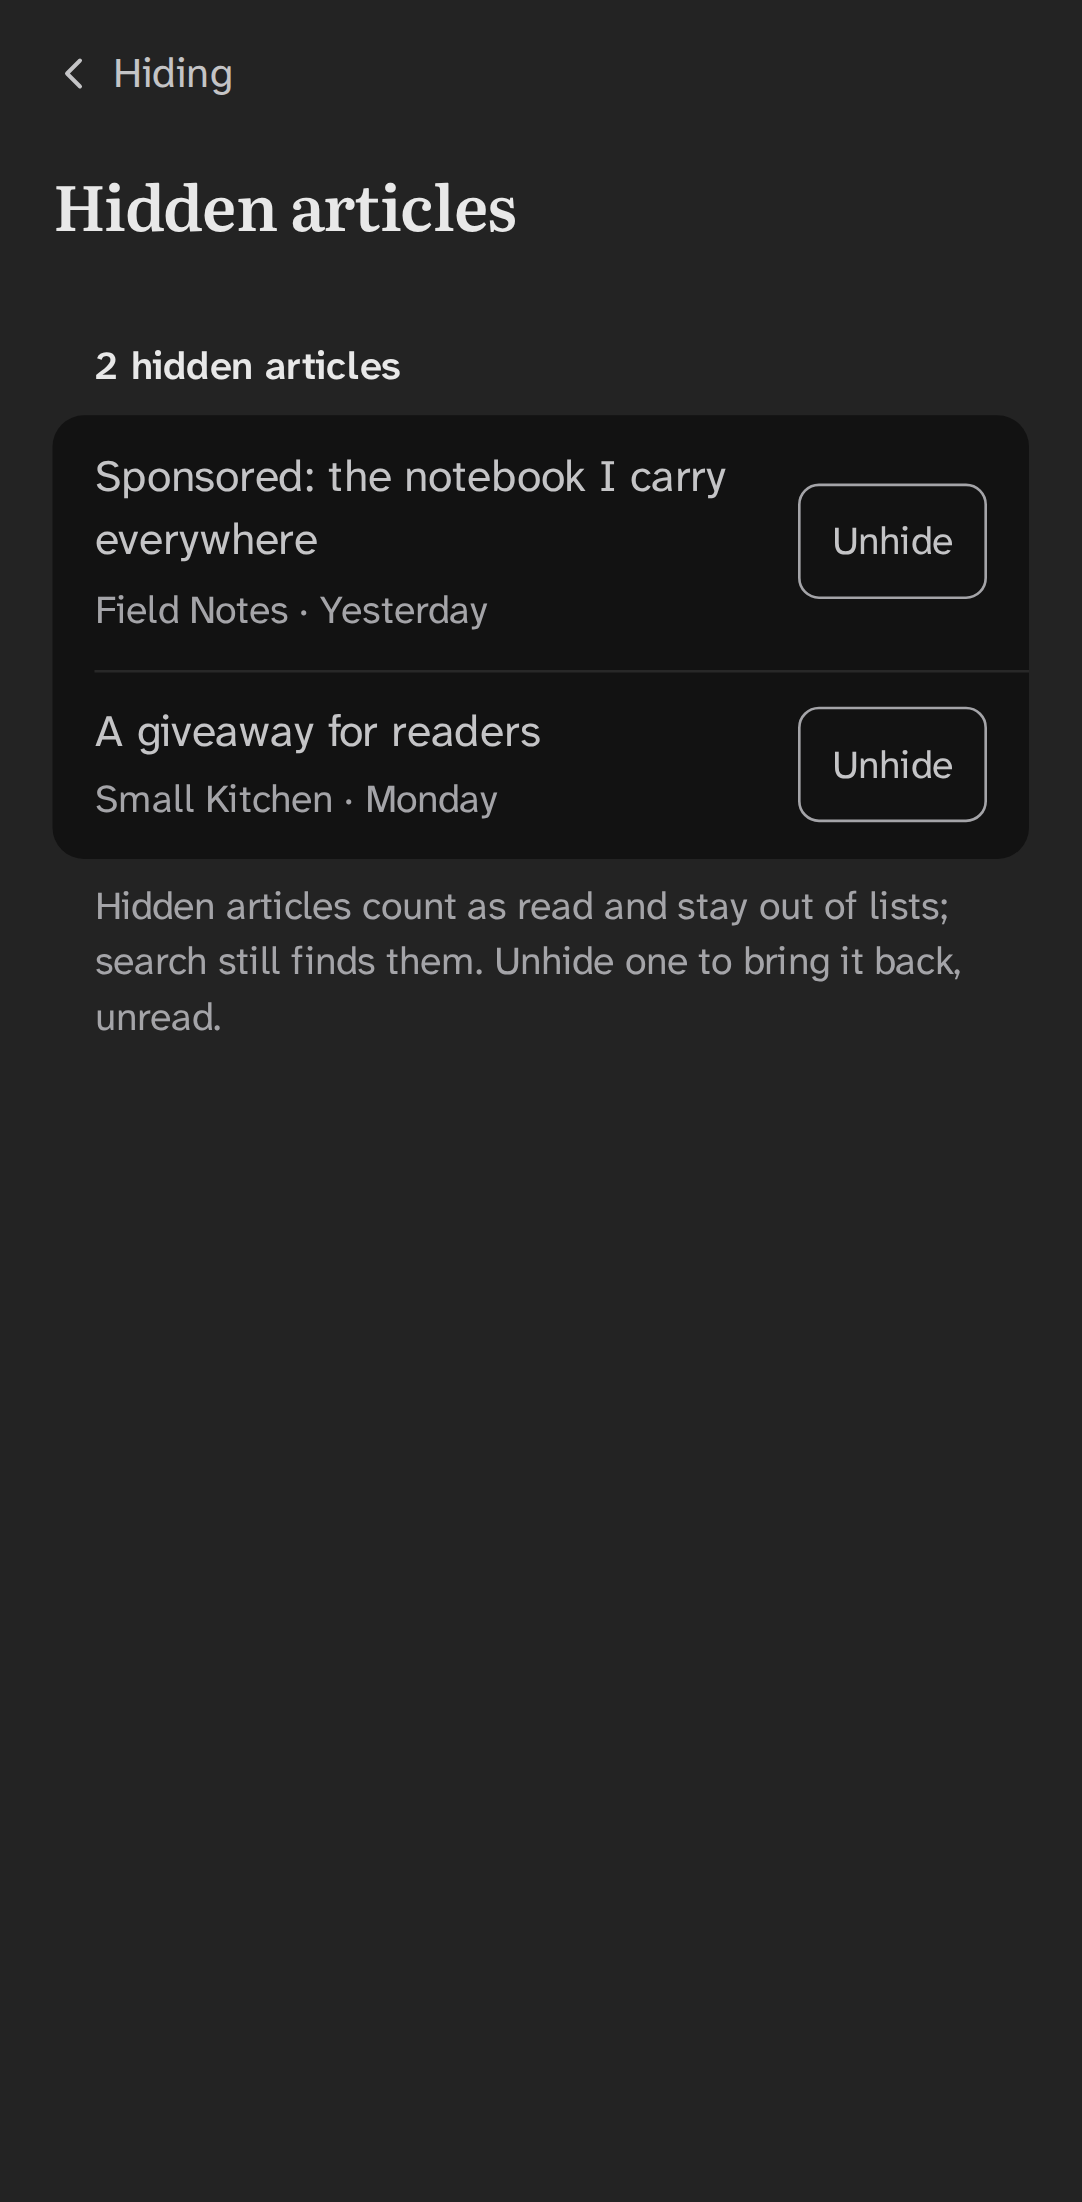 Hiding
Hidden articles
2 hidden articles
Sponsored: the notebook I carry
everywhere
Unhide
Field Notes · Yesterday
A giveaway for readers
Unhide
Small Kitchen · Monday
Hidden articles count as read and stay out of lists;
search still finds them. Unhide one to bring it back,
unread.